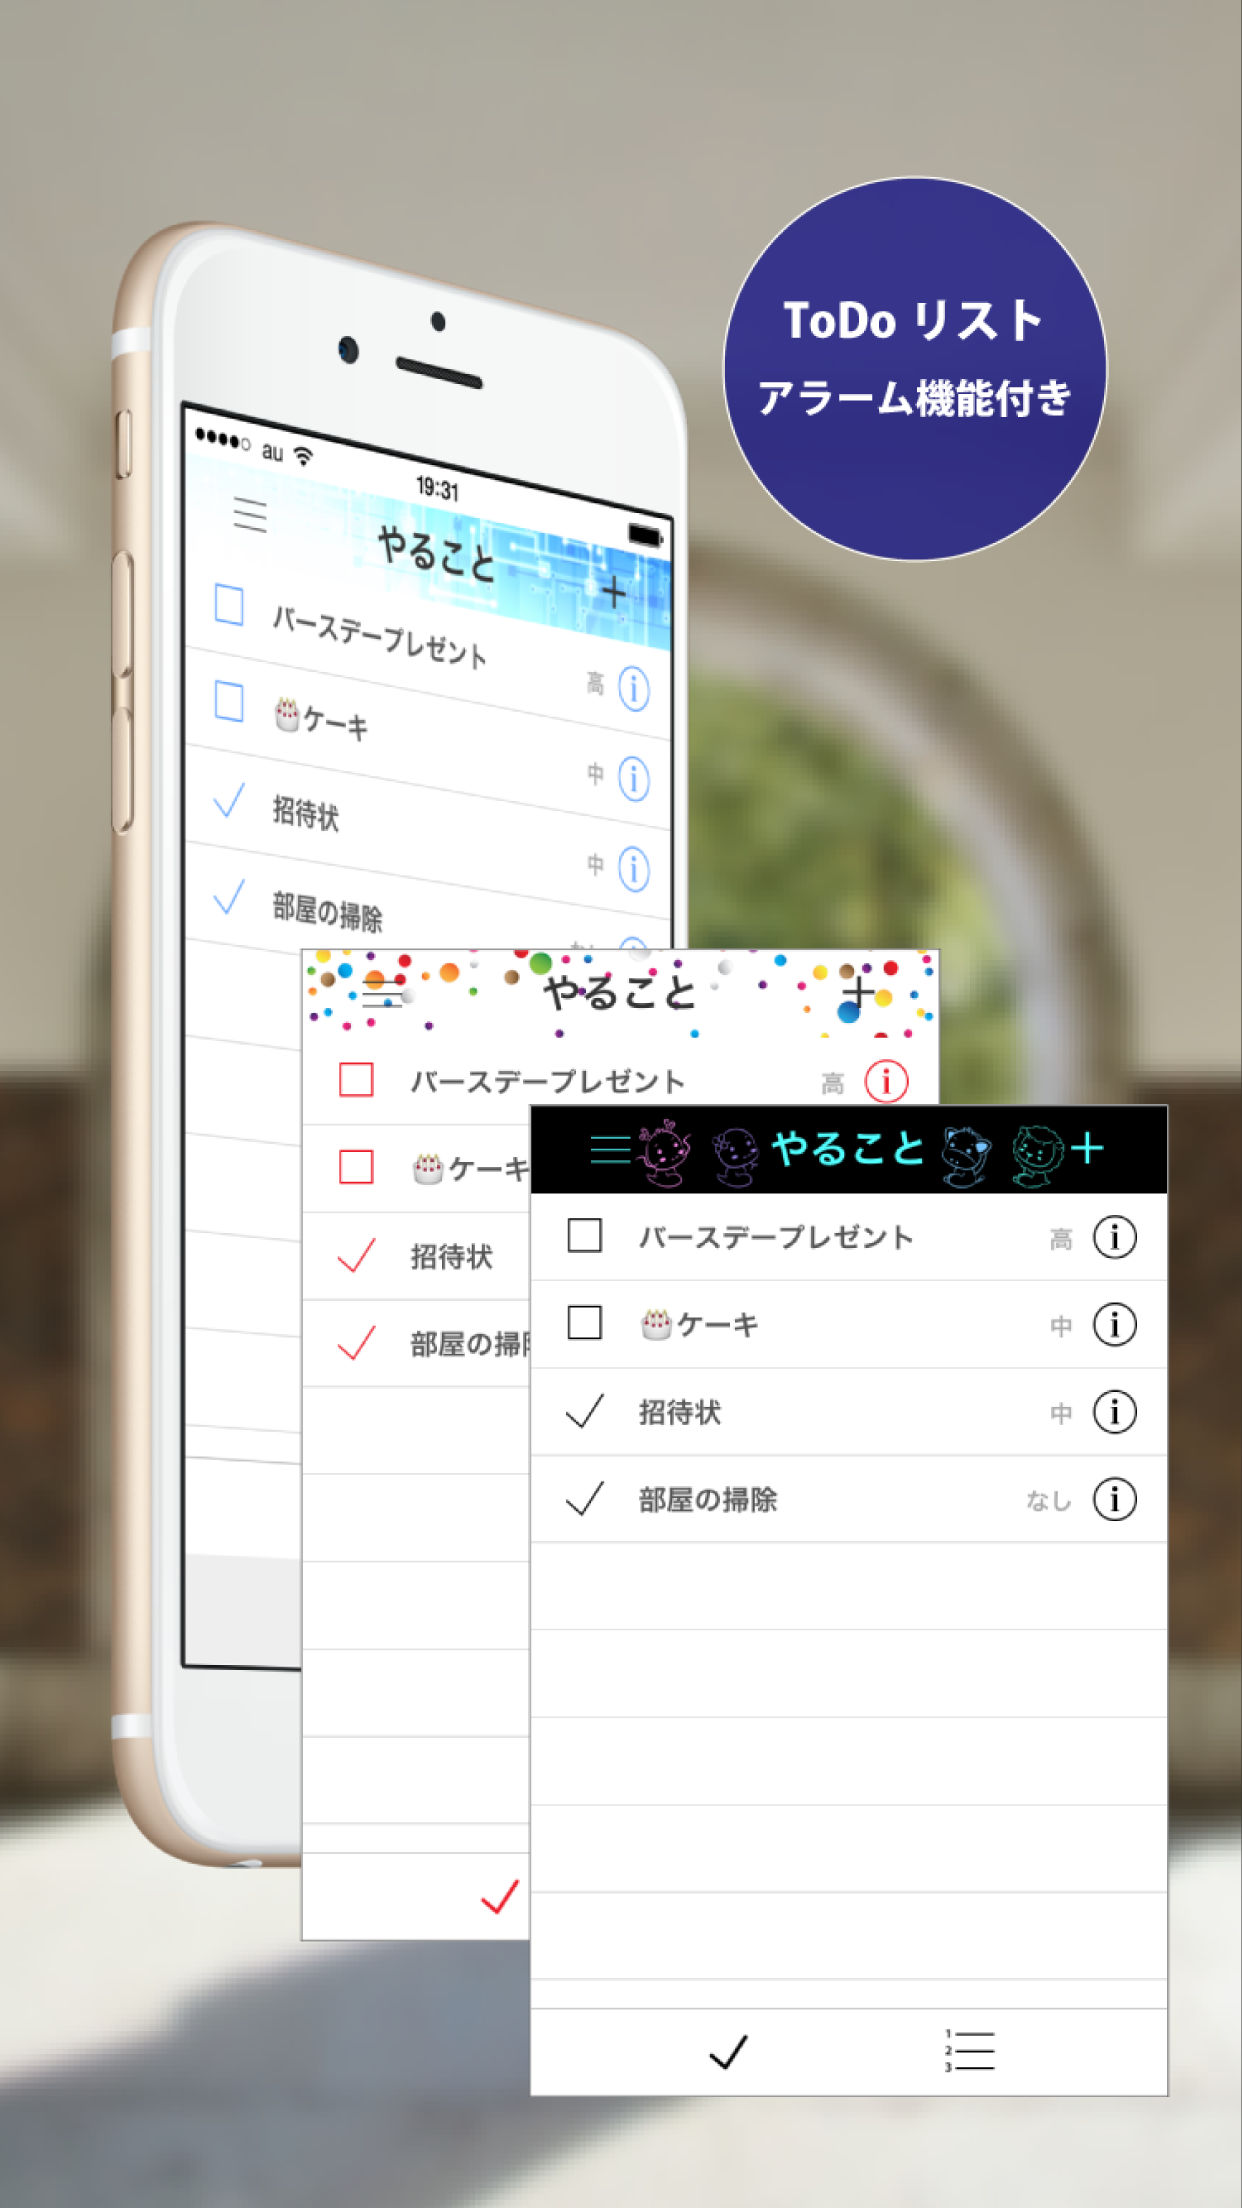 ToDo リスト
アラーム機能付き
au
19:31
やること
バースデープレゼント
高
ケーキ
中
招待状
中
部屋の掃除
やること
バースデープレゼント
高
ケーキ
招待状
部屋の掃
やること
バースデープレゼント
高
ケーキ
中
招待状
中
部屋の掃除
なし
1
2
3